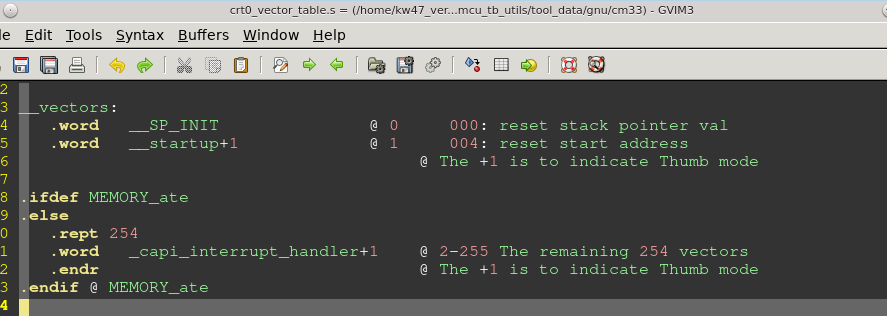 crt0_vector_table.s = (/home/kw47_ver...mcu_tb_utils/tool_data/gnu/cm33) - GVIM3
le Edit Tools Syntax Buffers Window Help
2
3 __vectors:
4 .word __SP_INIT @ 0 000: reset stack pointer val
5 .word __startup+1 @ 1 004: reset start address
6 @ The +1 is to indicate Thumb mode
7
8 .ifdef MEMORY_ate
9 .else
0 .rept 254
1 .word _capi_interrupt_handler+1 @ 2-255 The remaining 254 vectors
2 .endr @ The +1 is to indicate Thumb mode
3 .endif @ MEMORY_ate
4